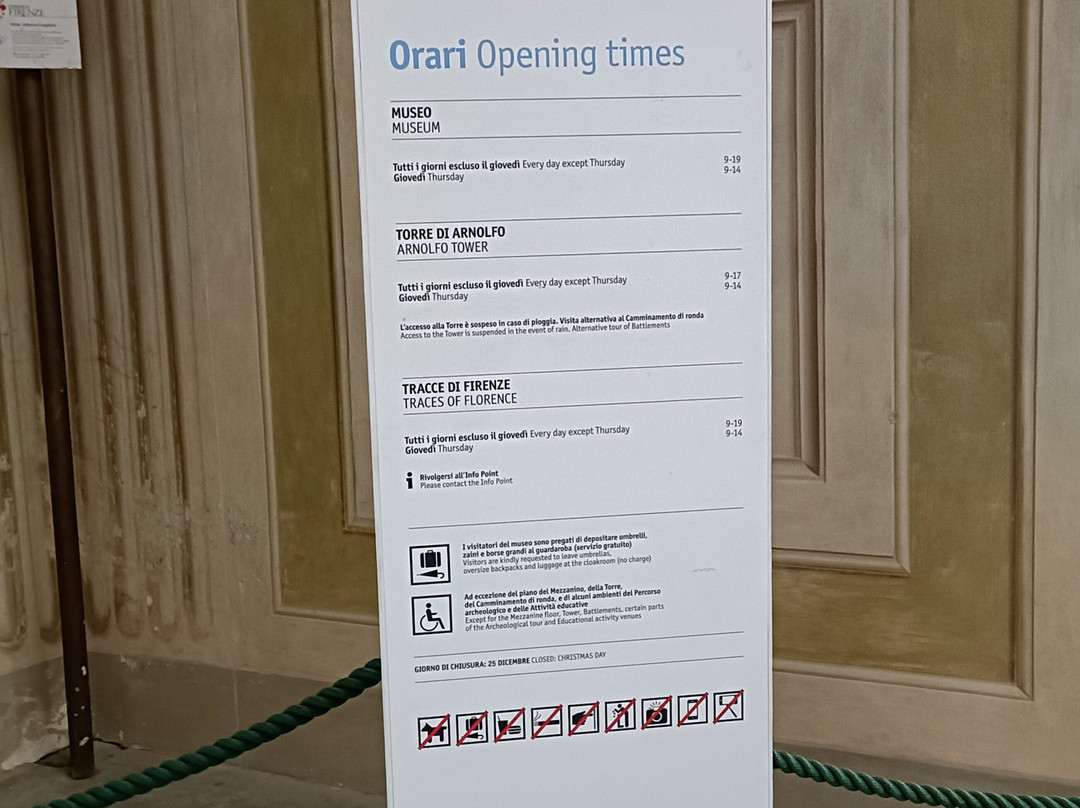 FIRENZE
Orari Opening times
MUSEO
MUSEUM
Tutti i giorni escluso il giovedì Every day except Thursday 9-19
Giovedì Thursday 9-14
TORRE DI ARNOLFO
ARNOLFO TOWER
Tutti i giorni escluso il giovedì Every day except Thursday 9-17
Giovedì Thursday 9-14
L'accesso alla Torre è sospeso in caso di pioggia. Visita alternativa al Camminamento di ronda
Access to the Tower is suspended in the event of rain. Alternative tour of Battlements
TRACCE DI FIRENZE
TRACES OF FLORENCE
Tutti i giorni escluso il giovedì Every day except Thursday 9-19
Giovedì Thursday 9-14
i Rivolgersi all'Info Point
Please contact the Info Point
I visitatori del museo sono pregati di depositare ombrelli,
zaini e borse grandi al guardaroba (servizio gratuito)
Visitors are kindly requested to leave umbrellas,
oversize backpacks and luggage at the cloakroom (no charge)
Ad eccezione del piano del Mezzanino, della Torre,
del Camminamento di ronda, e di alcuni ambienti del Percorso
archeologico e delle Attività educative
Except for the Mezzanine floor, Tower, Battlements, certain parts
of the Archeological tour and Educational activity venues
GIORNO DI CHIUSURA: 25 DICEMBRE CLOSED: CHRISTMAS DAY